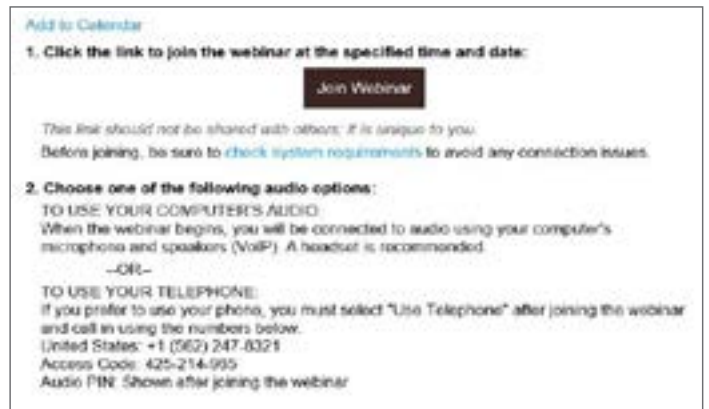 Add to Calendar
1. Click the link to join the webinar at the specified time and date:
Join Webinar
This link should not be shared with others; it is unique to you.
Before joining, be sure to check system requirements to avoid any connection issues.
2. Choose one of the following audio options:
TO USE YOUR COMPUTER'S AUDIO:
When the webinar begins, you will be connected to audio using your computer's
microphone and speakers (VoIP). A headset is recommended.
--OR--
TO USE YOUR TELEPHONE:
If you prefer to use your phone, you must select "Use Telephone" after joining the webinar
and call in using the numbers below.
United States: +1 (562) 247-8321
Access Code: 425-214-965
Audio PIN: Shown after joining the webinar